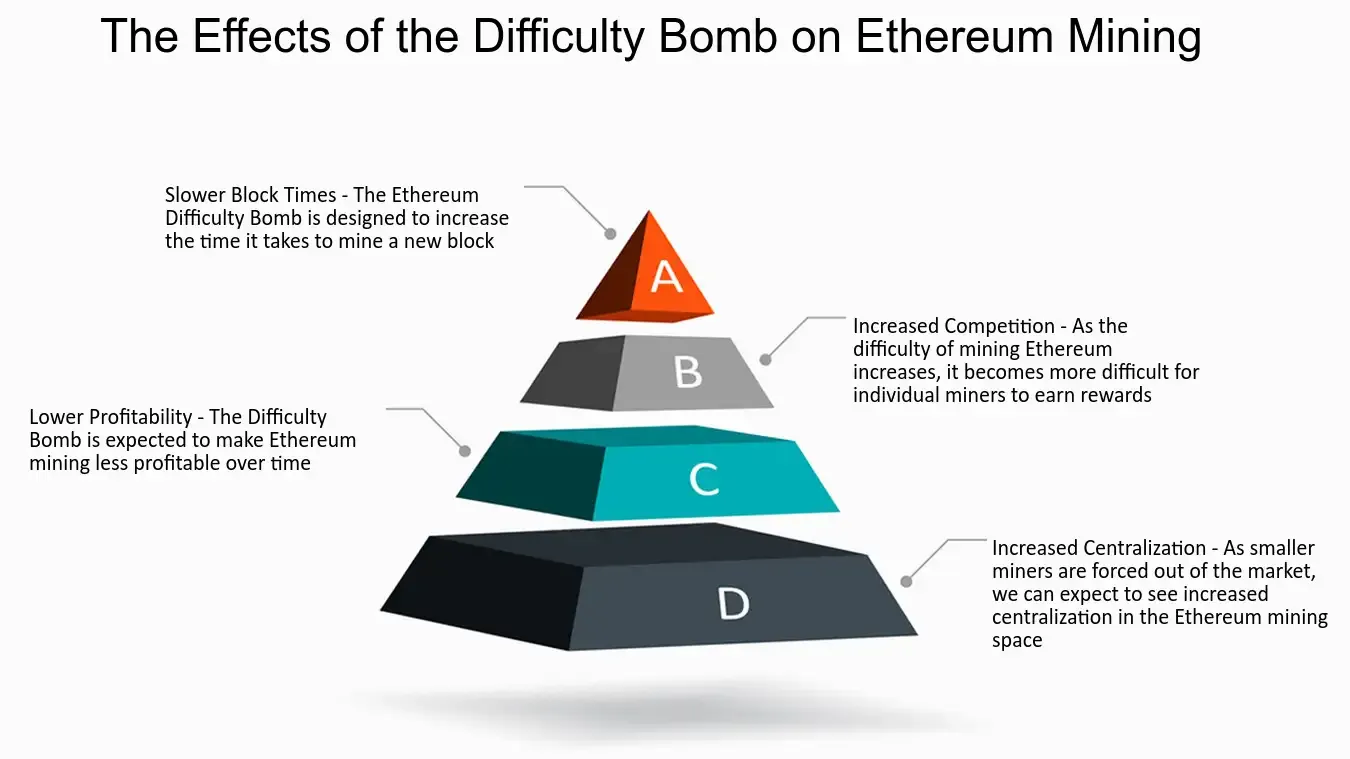 The Effects of the Difficulty Bomb on Ethereum Mining
Slower Block Times - The Ethereum
Difficulty Bomb is designed to increase
the time it takes to mine a new block
A
Increased Competition - As the
difficulty of mining Ethereum
increases, it becomes more difficult for
individual miners to earn rewards
B
Lower Profitability - The Difficulty
Bomb is expected to make Ethereum
mining less profitable over time
C
Increased Centralization - As smaller
miners are forced out of the market,
we can expect to see increased
centralization in the Ethereum mining
space
D